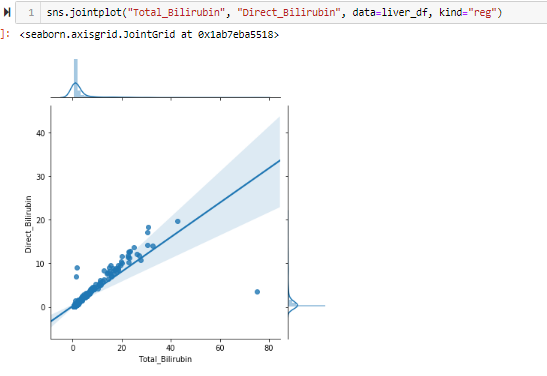 1 sns.jointplot("Total_Bilirubin", "Direct_Bilirubin", data=liver_df, kind="reg")
]: <seaborn.axisgrid.JointGrid at 0x1ab7eba5518>
40
30
20
10
0
Direct_Bilirubin
0 20 40 60 80
Total_Bilirubin